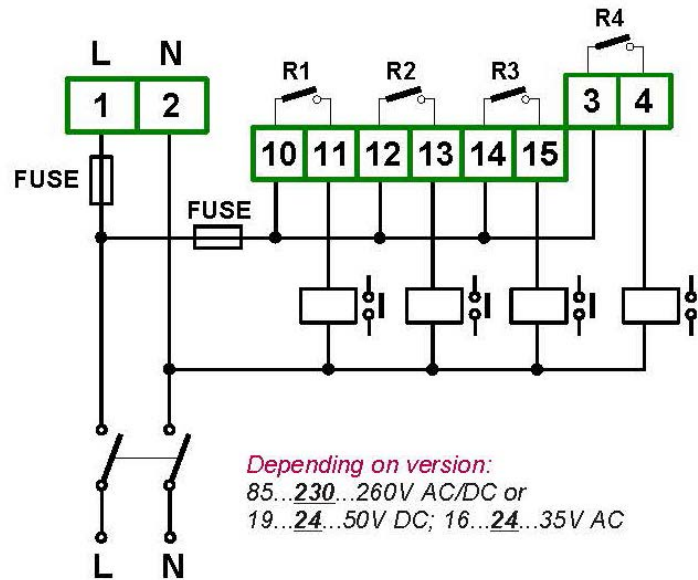 R4
L N
R1 R2 R3
1 2
3 4
10 11 12 13 14 15
FUSE
FUSE
Depending on version:
85...230...260V AC/DC or
19...24...50V DC; 16...24...35V AC
L N